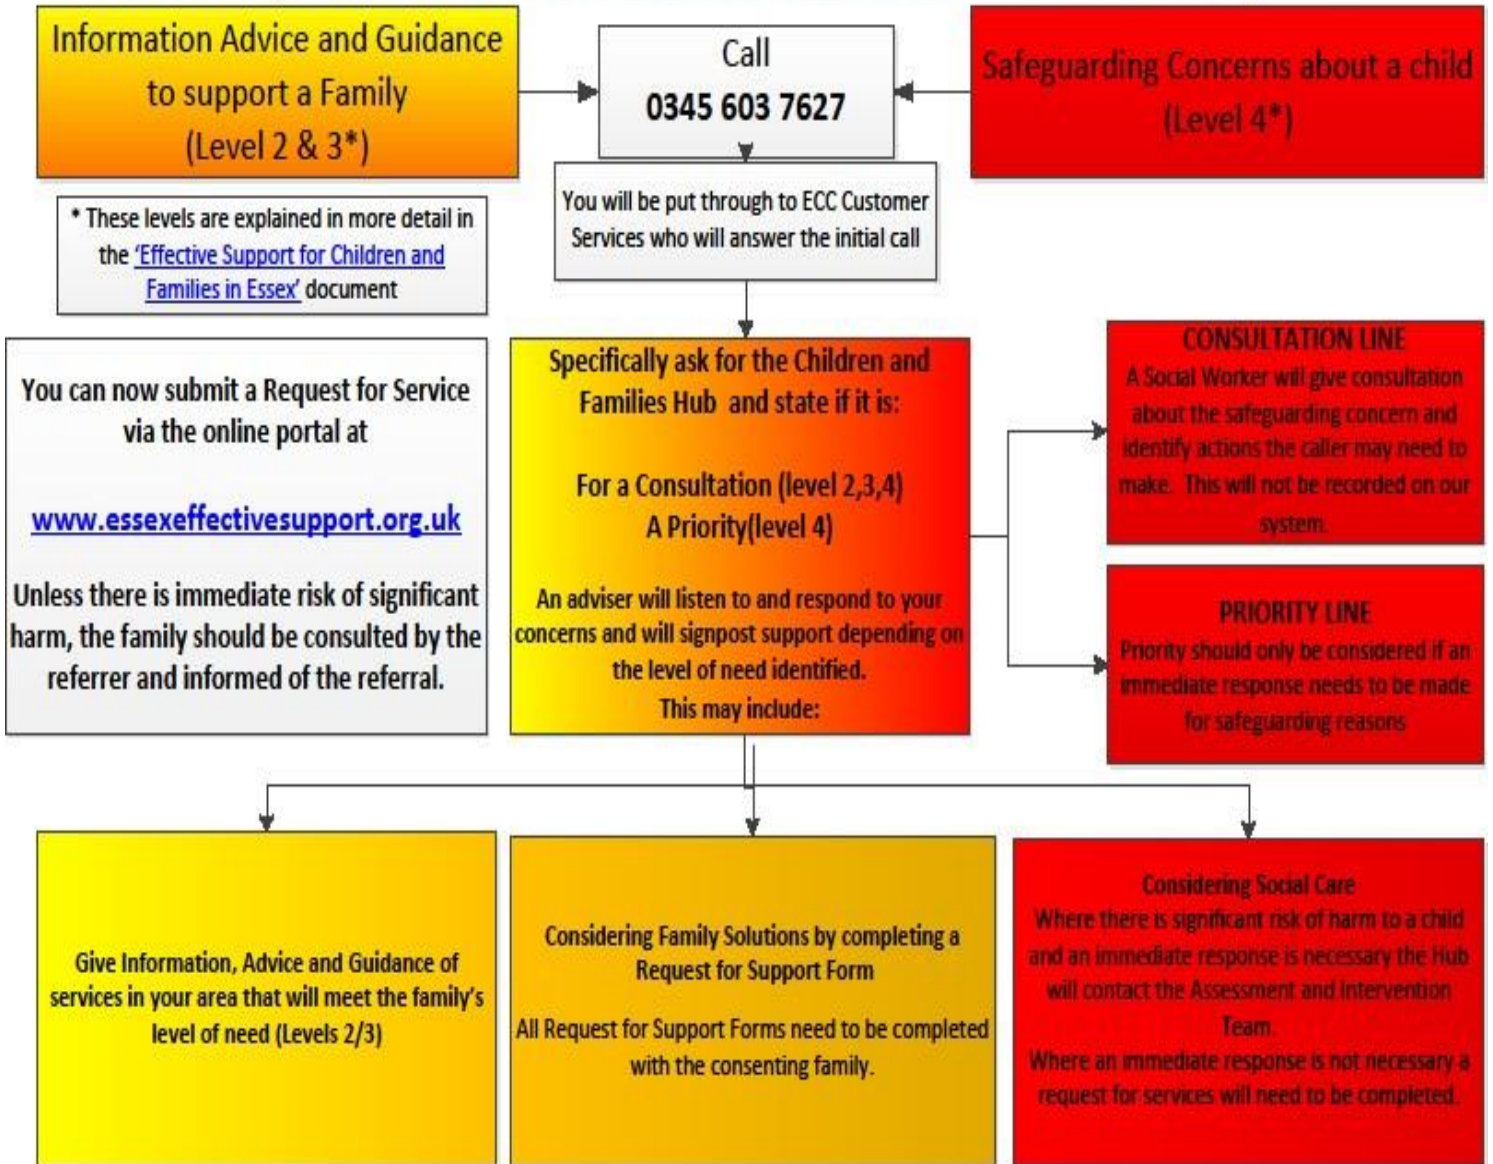 Information Advice and Guidance
to support a Family
(Level 2 & 3*)
Call
0345 603 7627
Safeguarding Concerns about a child
(Level 4*)
* These levels are explained in more detail in
the 'Effective Support for Children and
Families in Essex' document
You will be put through to ECC Customer
Services who will answer the initial call
You can now submit a Request for Service
via the online portal at
www.essexeffectivesupport.org.uk
Unless there is immediate risk of significant
harm, the family should be consulted by the
referrer and informed of the referral.
Specifically ask for the Children and
Families Hub and state if it is:
For a Consultation (level 2,3,4)
A Priority(level 4)
An adviser will listen to and respond to your
concerns and will signpost support depending on
the level of need identified.
This may include:
CONSULTATION LINE
A Social Worker will give consultation
about the safeguarding concern and
identify actions the caller may need to
make. This will not be recorded on our
system.
PRIORITY LINE
Priority should only be considered if an
immediate response needs to be made
for safeguarding reasons
Give Information, Advice and Guidance of
services in your area that will meet the family's
level of need (Levels 2/3)
Considering Family Solutions by completing a
Request for Support Form
All Request for Support Forms need to be completed
with the consenting family.
Considering Social Care
Where there is significant risk of harm to a child
and an immediate response is necessary the Hub
will contact the Assessment and Intervention
Team.
Where an immediate response is not necessary a
request for services will need to be completed.